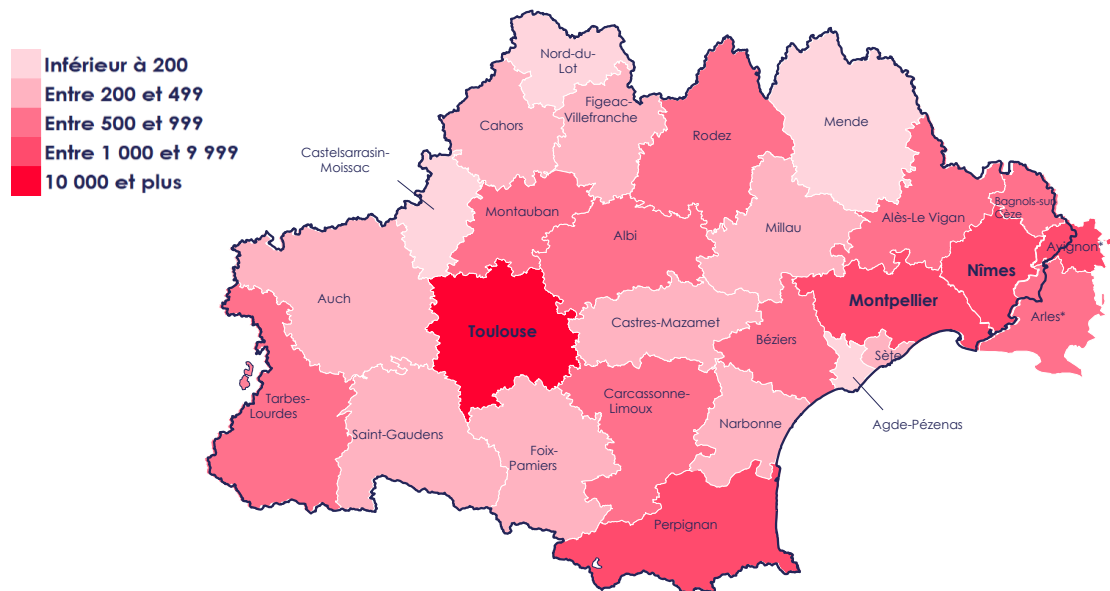 Inférieur à 200
Entre 200 et 499
Entre 500 et 999
Entre 1 000 et 9 999
10 000 et plus
Nord-du-
Lot
Figeac-
Villefranche
Cahors
Rodez
Mende
Castelsarrasin-
Moissac
Montauban
Albi
Millau
Alès-Le Vigan
Bagnols-sur
Cèze
Avignon*
Nîmes
Auch
Toulouse
Castres-Mazamet
Montpellier
Arles*
Béziers
Sète
Tarbes-
Lourdes
Carcassonne-
Limoux
Agde-Pézenas
Saint-Gaudens
Narbonne
Foix-
Pamiers
Perpignan